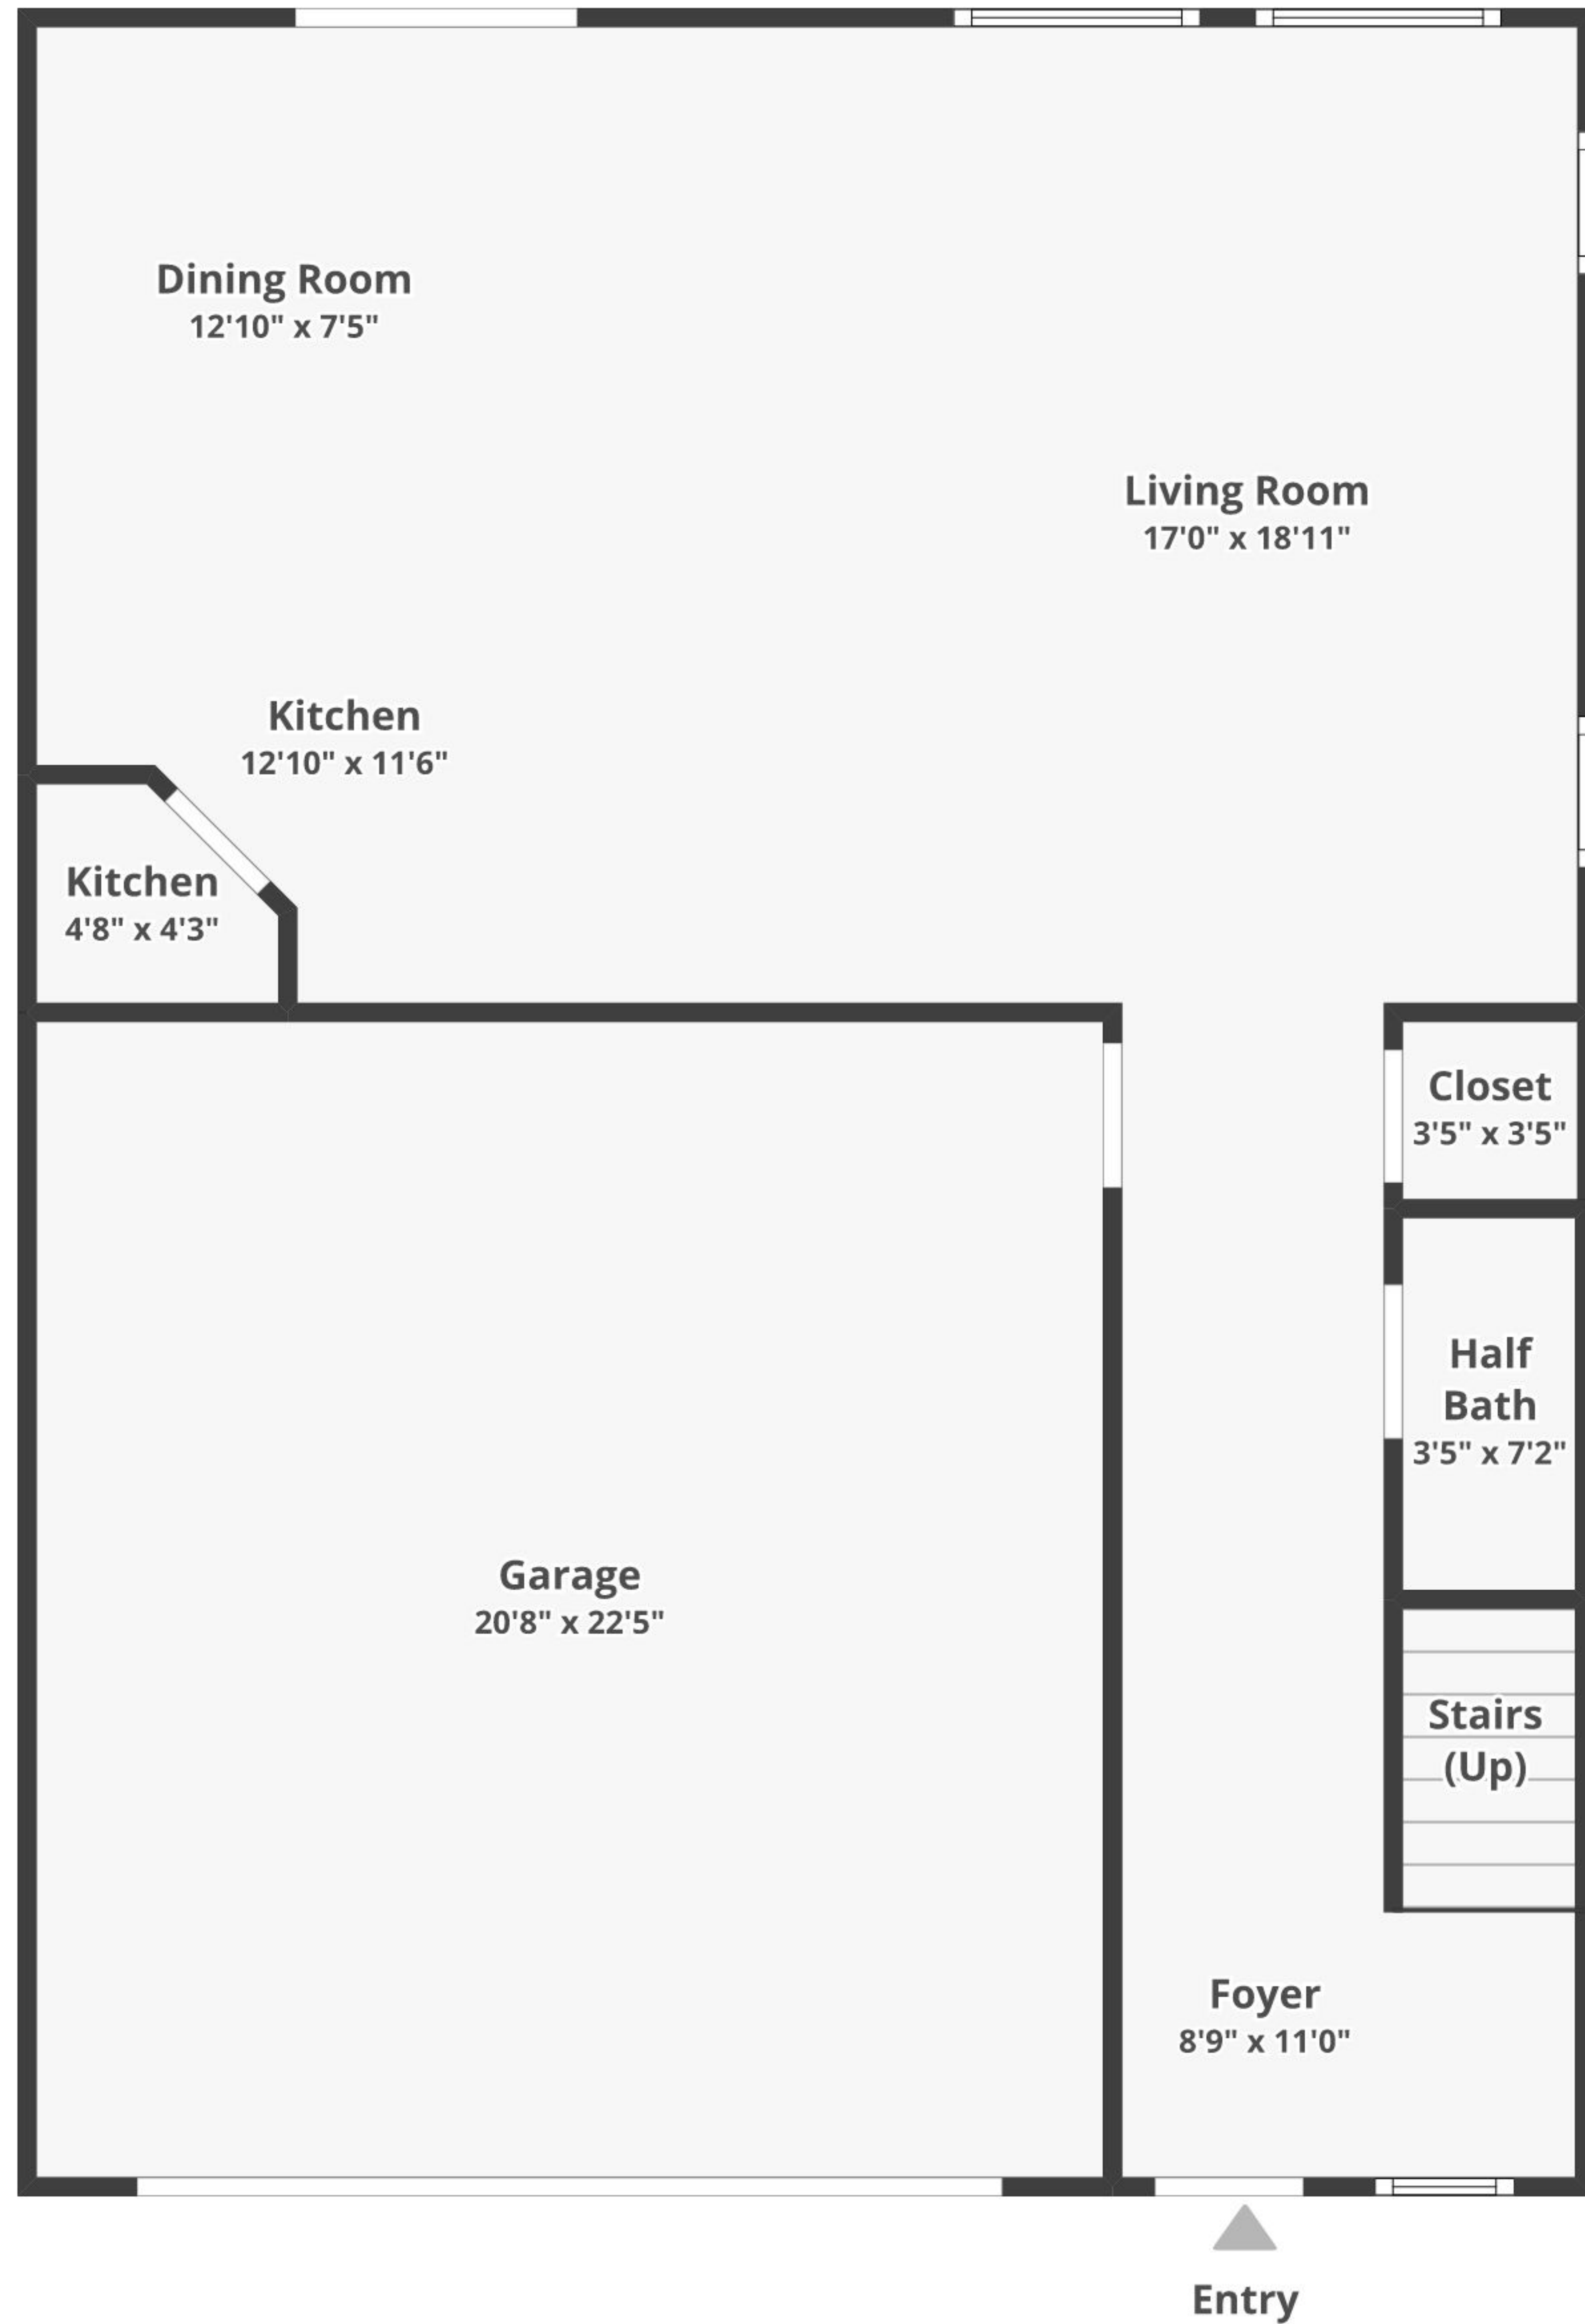 Dining Room
12'10" x 7'5"
Living Room
17'0" x 18'11"
Kitchen
12'10" x 11'6"
Kitchen
4'8" x 4'3"
Closet
3'5" x 3'5"
Half
Bath
3'5" x 7'2"
Garage
20'8" x 22'5"
Stairs
(Up)
Foyer
8'9" x 11'0"
Entry